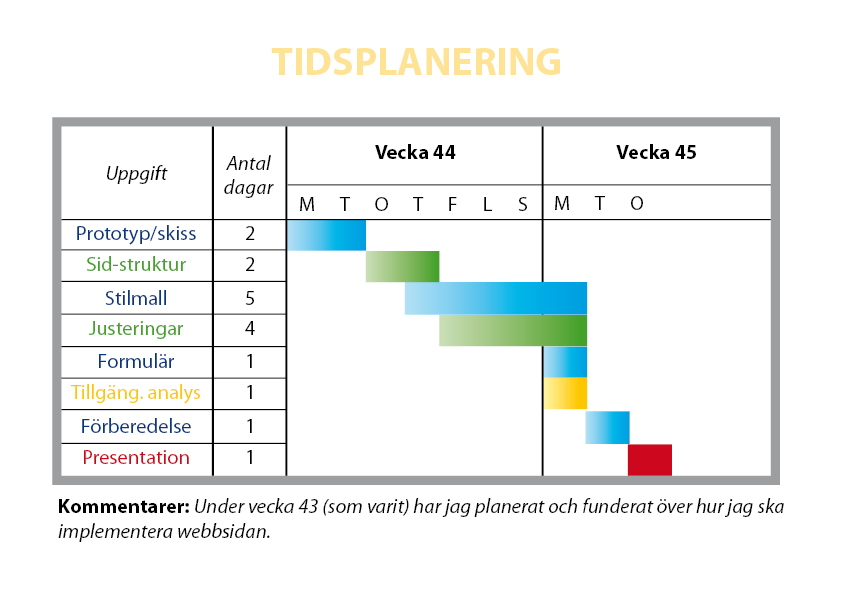 TIDSPLANERING
Uppgift
Antal
dagar
Vecka 44
Vecka 45
M T O T F L S M T O
Prototyp/skiss 2
Sid-struktur 2
Stilmall 5
Justeringar 4
Formulär 1
Tillgäng. analys 1
Förberedelse 1
Presentation 1
Kommentarer: Under vecka 43 (som varit) har jag planerat och funderat över hur jag ska
implementera webbsidan.